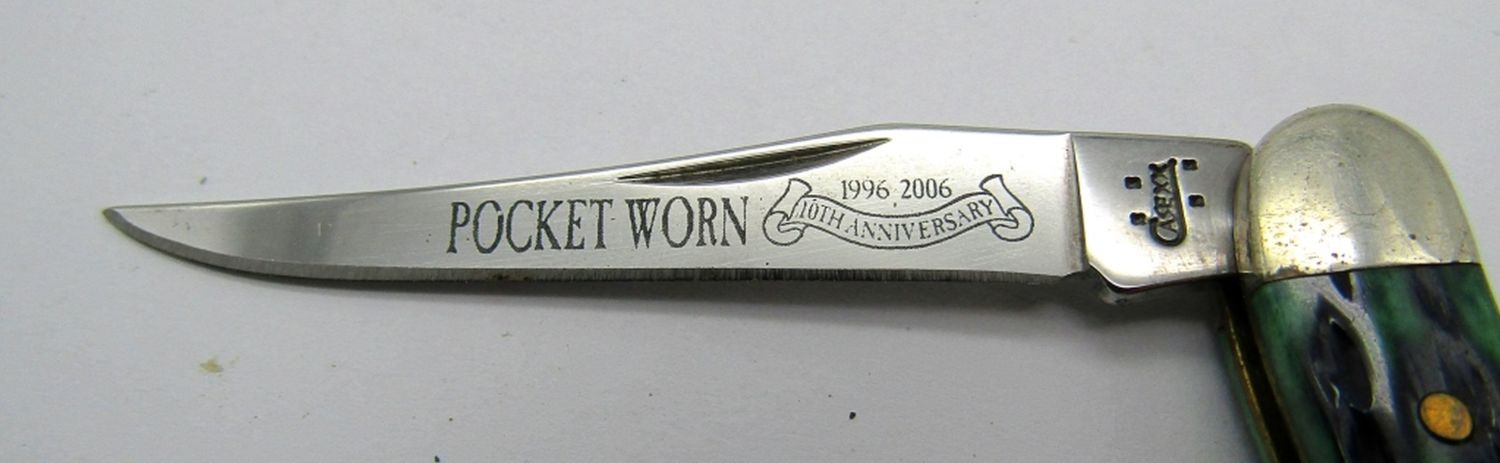 POCKET WORN
1996 2006
10TH ANNIVERSARY
CASE XX